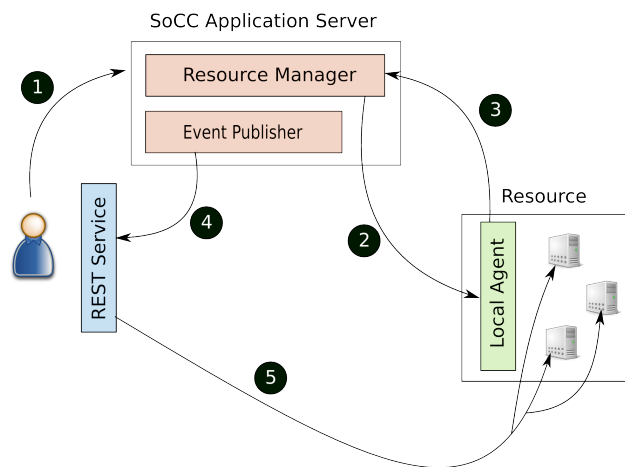 SoCC Application Server
Resource Manager
1
3
Event Publisher
Resource
4
REST Service
2
Local Agent
5